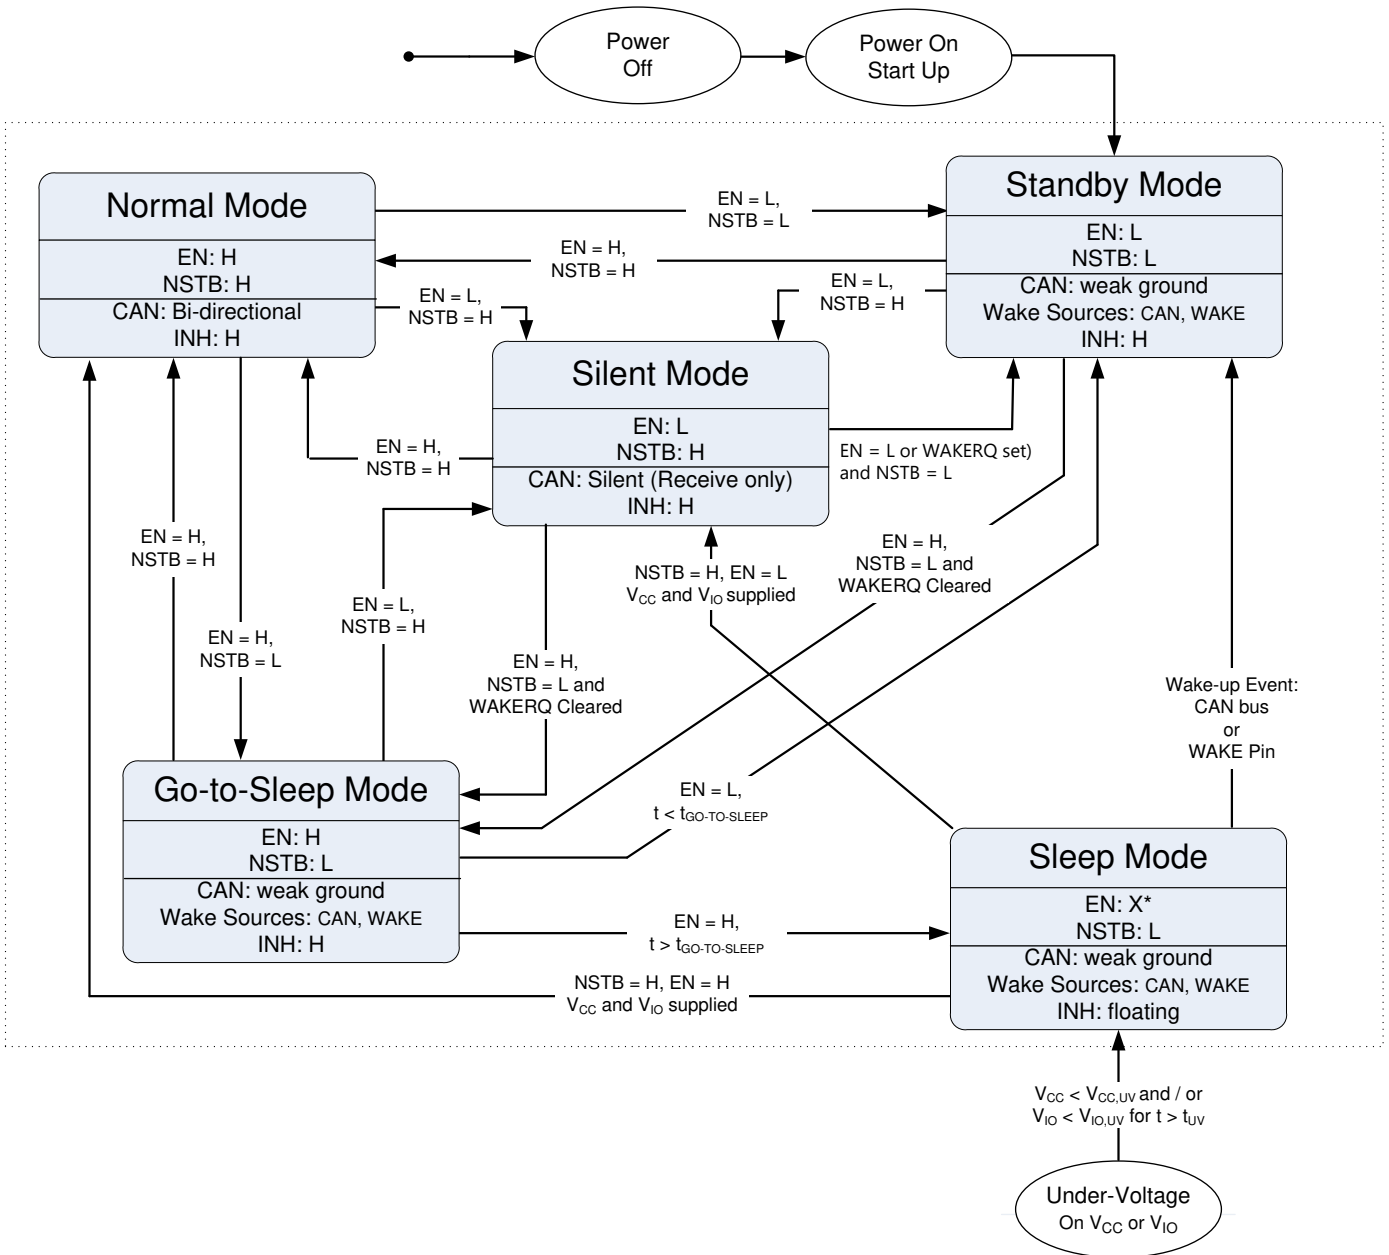 Power
Off
Power On
Start Up
Normal Mode
EN: H
NSTB: H
CAN: Bi-directional
INH: H
EN = L,
NSTB = L
EN = H,
NSTB = H
EN = L,
NSTB = H
EN = L,
NSTB = H
Standby Mode
EN: L
NSTB: L
CAN: weak ground
Wake Sources: CAN, WAKE
INH: H
Silent Mode
EN: L
NSTB: H
CAN: Silent (Receive only)
INH: H
EN = H,
NSTB = H
EN = L or WAKERQ set)
and NSTB = L
EN = H,
NSTB = H
EN = L,
NSTB = H
NSTB = H, EN = L
VCC and VIO supplied
EN = H,
NSTB = L and
WAKERQ Cleared
EN = H,
NSTB = L
EN = H,
NSTB = L and
WAKERQ Cleared
Wake-up Event:
CAN bus
or
WAKE Pin
Go-to-Sleep Mode
EN: H
NSTB: L
CAN: weak ground
Wake Sources: CAN, WAKE
INH: H
EN = L,
t < tGO-TO-SLEEP
EN = H,
t > tGO-TO-SLEEP
NSTB = H, EN = H
VCC and VIO supplied
Sleep Mode
EN: X*
NSTB: L
CAN: weak ground
Wake Sources: CAN, WAKE
INH: floating
VCC < VCC,UV and / or
VIO < VIO,UV for t > tUV
Under-Voltage
On VCC or VIO